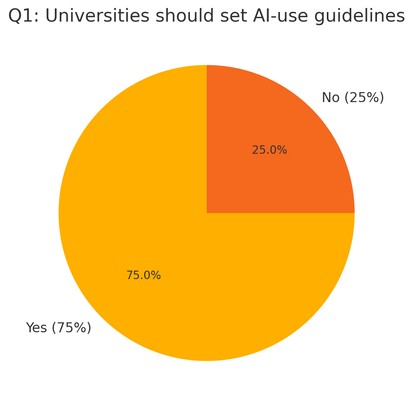 Q1: Universities should set AI-use guidelines
No (25%)
25.0%
75.0%
Yes (75%)